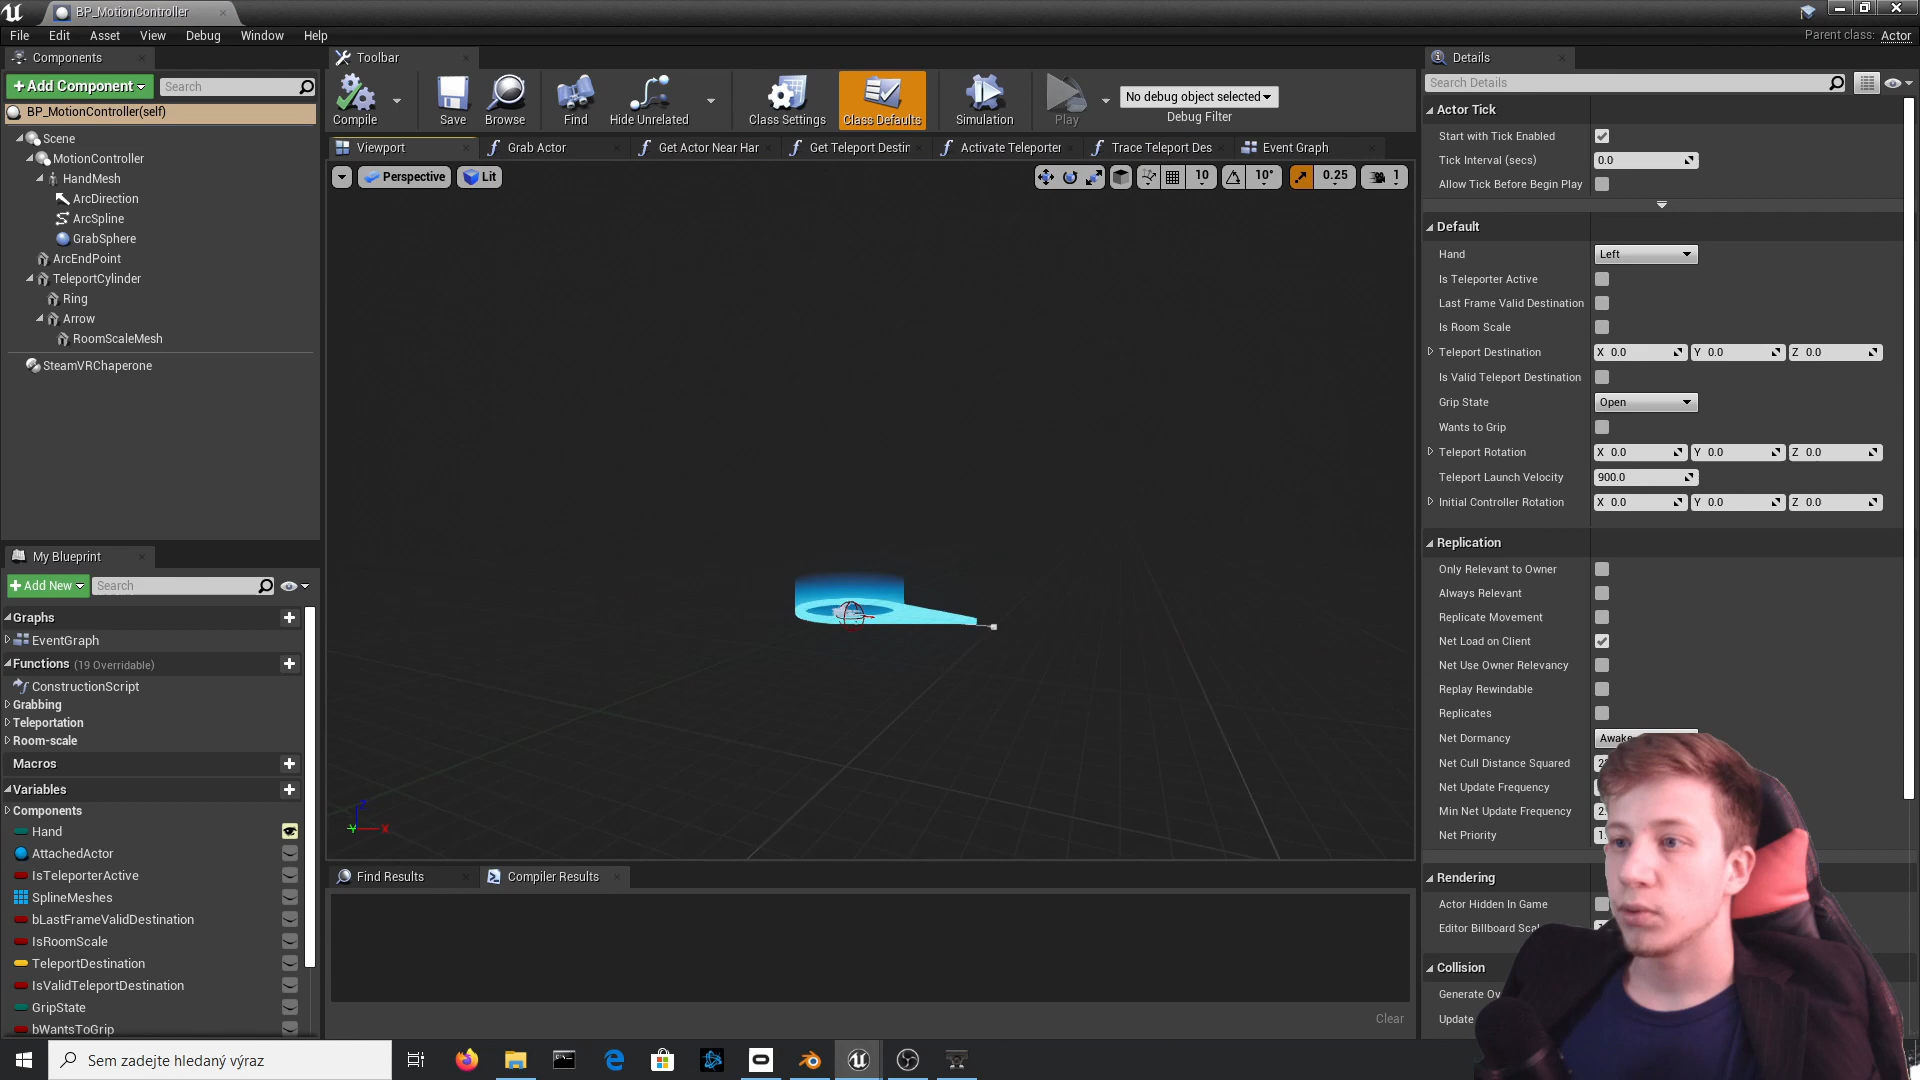 BP_MotionController
File Edit Asset View Debug Window Help
Parent class: Actor
Components
Toolbar
Details
+Add Component
Search
Search Details
BP_MotionController(self)
Scene
MotionController
HandMesh
ArcDirection
ArcSpline
GrabSphere
ArcEndPoint
TeleportCylinder
Ring
Arrow
RoomScaleMesh
SteamVRChaperone
Compile
Save
Browse
Find
Hide Unrelated
Class Settings
Class Defaults
Simulation
Play
No debug object selected
Debug Filter
Viewport
Grab Actor
Get Actor Near Har
Get Teleport Destir
Activate Teleporter
Trace Teleport Des
Event Graph
Perspective
Lit
10
10°
0.25
1
Z
Y
X
My Blueprint
+Add New
Search
Graphs
EventGraph
Functions (19 Overridable)
ConstructionScript
Grabbing
Teleportation
Room-scale
Macros
Variables
Components
Hand
AttachedActor
IsTeleporterActive
SplineMeshes
bLastFrameValidDestination
IsRoomScale
TeleportDestination
IsValidTeleportDestination
GripState
bWantsToGrip
Find Results
Compiler Results
Clear
Actor Tick
Start with Tick Enabled
Tick Interval (secs) 0.0
Allow Tick Before Begin Play
Default
Hand Left
Is Teleporter Active
Last Frame Valid Destination
Is Room Scale
Teleport Destination X 0.0 Y 0.0 Z 0.0
Is Valid Teleport Destination
Grip State Open
Wants to Grip
Teleport Rotation X 0.0 Y 0.0 Z 0.0
Teleport Launch Velocity 900.0
Initial Controller Rotation X 0.0 Y 0.0 Z 0.0
Replication
Only Relevant to Owner
Always Relevant
Replicate Movement
Net Load on Client
Net Use Owner Relevancy
Replay Rewindable
Replicates
Net Dormancy Awake
Net Cull Distance Squared
Net Update Frequency
Min Net Update Frequency 2.
Net Priority 1.
Rendering
Actor Hidden In Game
Editor Billboard Scal
Collision
Generate Ov
Update
Sem zadejte hledaný výraz